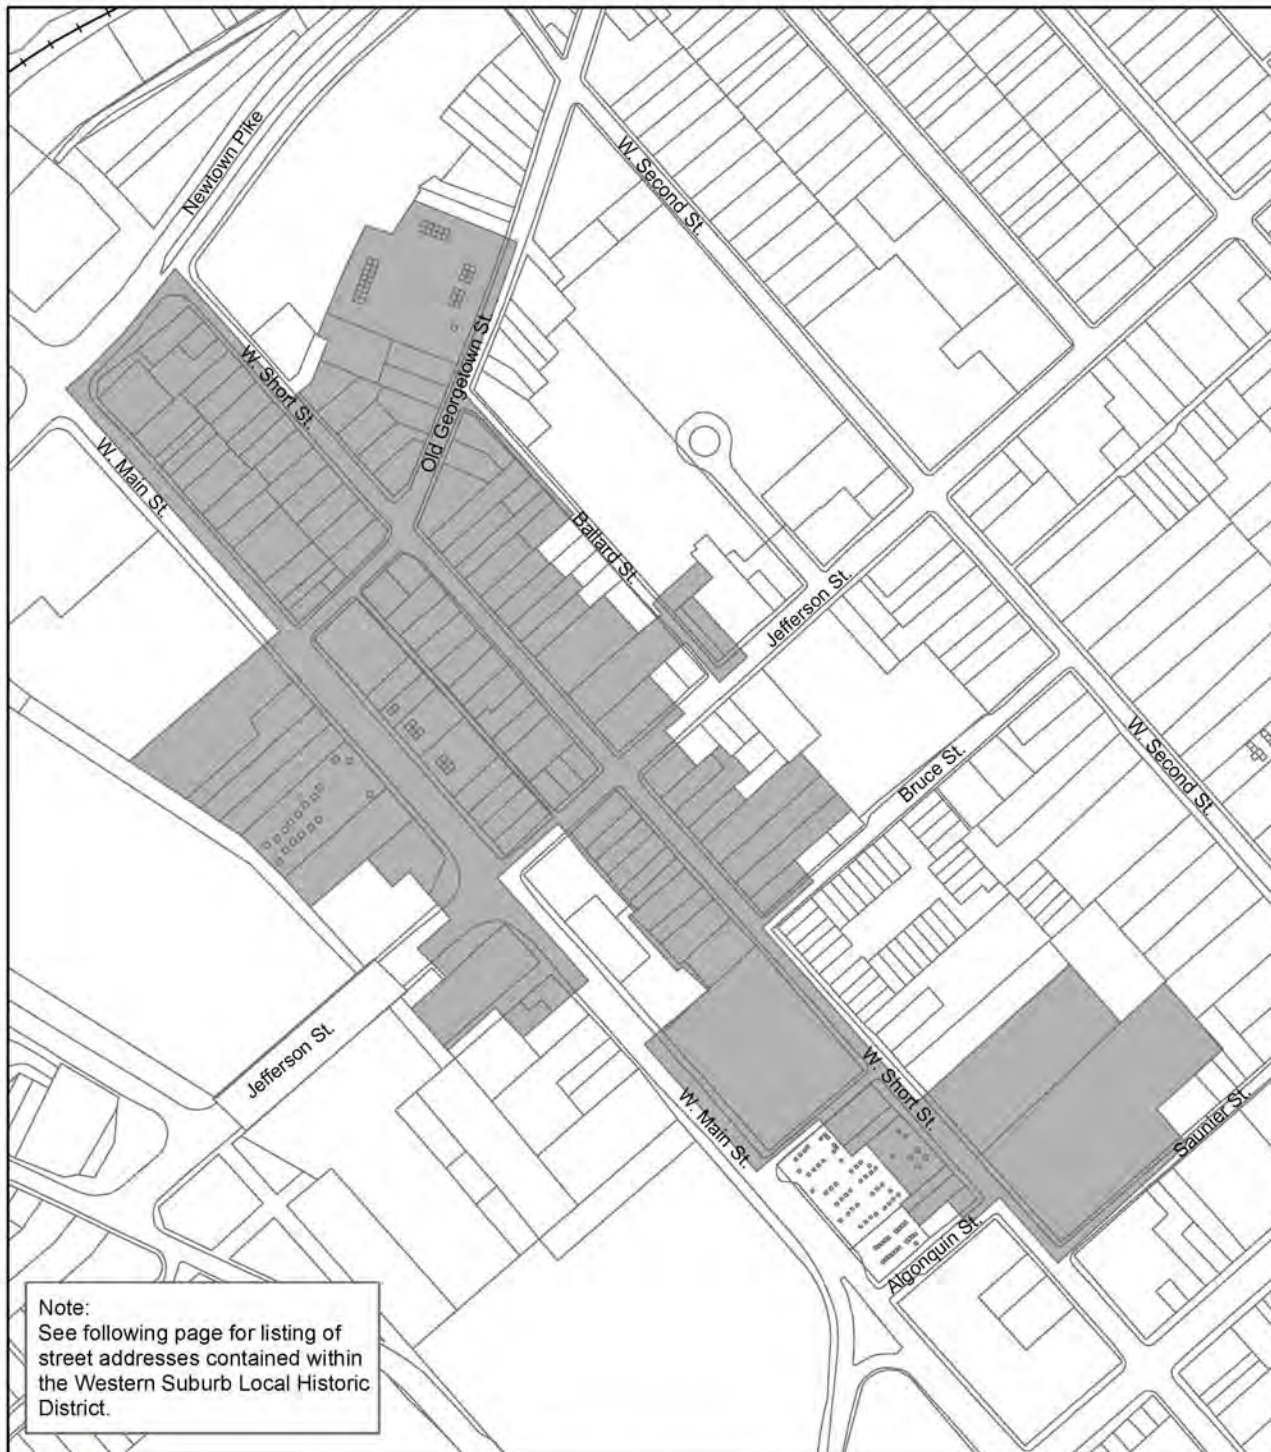 Newtown Pike
W. Second St.
W. Short St.
Old Georgetown St.
W. Main St.
Ballard St.
Jefferson St.
Bruce St.
W. Second St.
Jefferson St.
W. Short St.
W. Main St.
Saunier St.
Algonquin St.
Note:
See following page for listing of
street addresses contained within
the Western Suburb Local Historic
District.